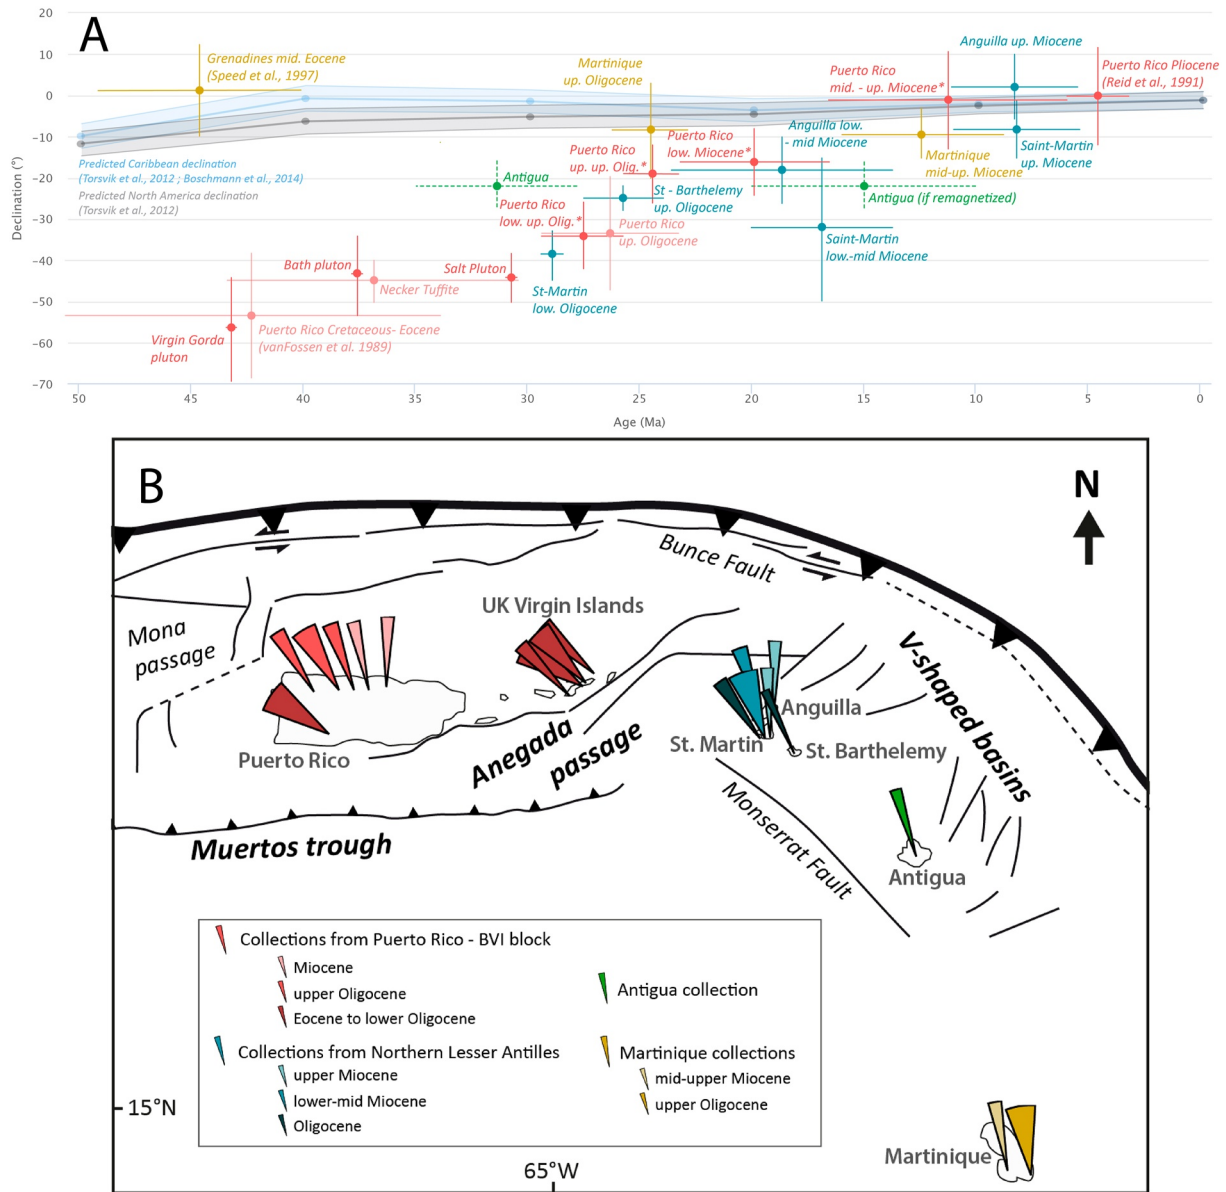 A
20
10
0
−10
−20
−30
−40
−50
−60
−70
Declination (°)
Grenadines mid. Eocene
(Speed et al., 1997)
Martinique
up. Oligocene
Anguilla up. Miocene
Puerto Rico
mid. - up. Miocene*
Puerto Rico Pliocene
(Reid et al., 1991)
Predicted Caribbean declination
(Torsvik et al., 2012 ; Boschmann et al., 2014)
Predicted North America declination
(Torsvik et al., 2012)
Puerto Rico
low. Miocene*
Anguilla low.
- mid Miocene
Saint-Martin
up. Miocene
Martinique
mid-up. Miocene
Puerto Rico
up. up. Olig.*
Antigua
St - Barthelemy
up. Oligocene
Antigua (if remagnetized)
Puerto Rico
low. up. Olig.*
Puerto Rico
up. Oligocene
Saint-Martin
low.-mid Miocene
Bath pluton
Salt Pluton
Necker Tuffite
St-Martin
low. Oligocene
Virgin Gorda
pluton
Puerto Rico Cretaceous- Eocene
(vanFossen et al. 1989)
50
45
40
35
30
25
20
15
10
5
0
Age (Ma)
B
N
Bunce Fault
UK Virgin Islands
Mona
passage
V-shaped basins
Anguilla
St. Martin
St. Barthelemy
Puerto Rico
Anegada
passage
Monserrat Fault
Muertos trough
Antigua
Collections from Puerto Rico - BVI block
Miocene
upper Oligocene
Eocene to lower Oligocene
Antigua collection
Collections from Northern Lesser Antilles
upper Miocene
lower-mid Miocene
Oligocene
Martinique collections
mid-upper Miocene
upper Oligocene
15°N
Martinique
65°W